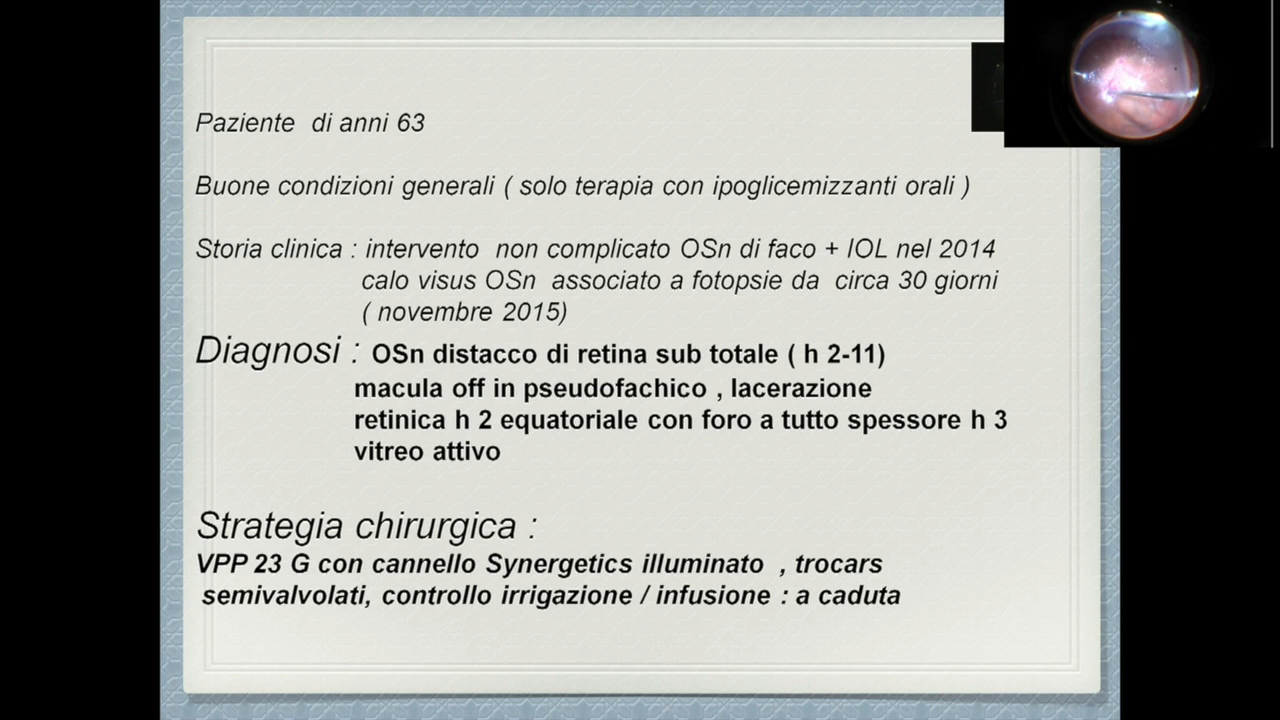 Paziente di anni 63
Buone condizioni generali ( solo terapia con ipoglicemizzanti orali )
Storia clinica : intervento non complicato OSn di faco + IOL nel 2014
calo visus OSn associato a fotopsie da circa 30 giorni
( novembre 2015)
Diagnosi : OSn distacco di retina sub totale ( h 2-11)
macula off in pseudofachico , lacerazione
retinica h 2 equatoriale con foro a tutto spessore h 3
vitreo attivo
Strategia chirurgica :
VPP 23 G con cannello Synergetics illuminato , trocars
semivalvolati, controllo irrigazione / infusione : a caduta